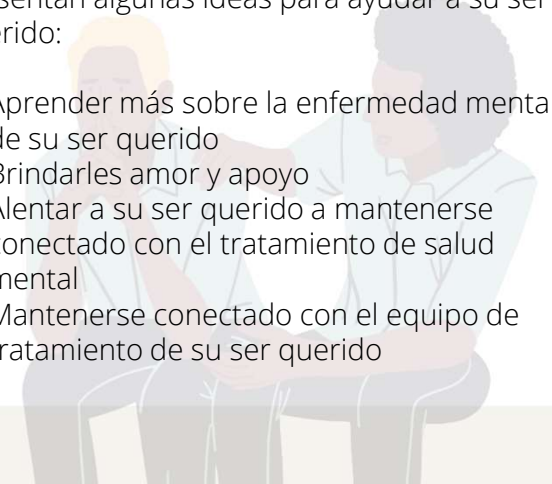 sentan algunas ideas para ayudar a su ser
erido:
Aprender más sobre la enfermedad menta
de su ser querido
Brindarles amor y apoyo
Alentar a su ser querido a mantenerse
conectado con el tratamiento de salud
mental
Mantenerse conectado con el equipo de
tratamiento de su ser querido